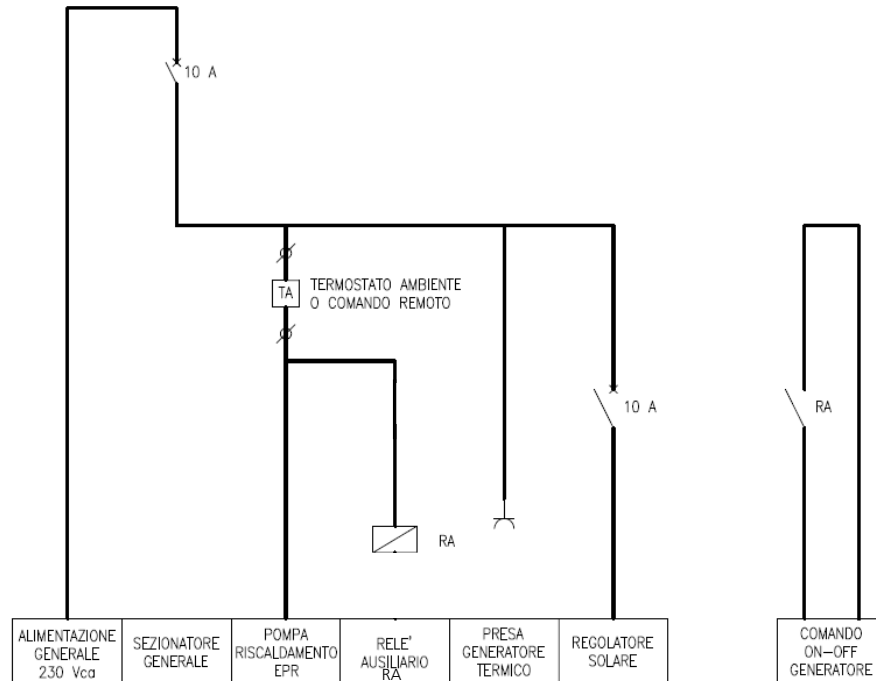 10 A
TA
TERMOSTATO AMBIENTE
O COMANDO REMOTO
10 A
RA
RA
ALIMENTAZIONE
GENERALE
230 Vca
SEZIONATORE
GENERALE
POMPA
RISCALDAMENTO
EPR
RELE'
AUSILIARIO
RA
PRESA
GENERATORE
TERMICO
REGOLATORE
SOLARE
COMANDO
ON-OFF
GENERATORE